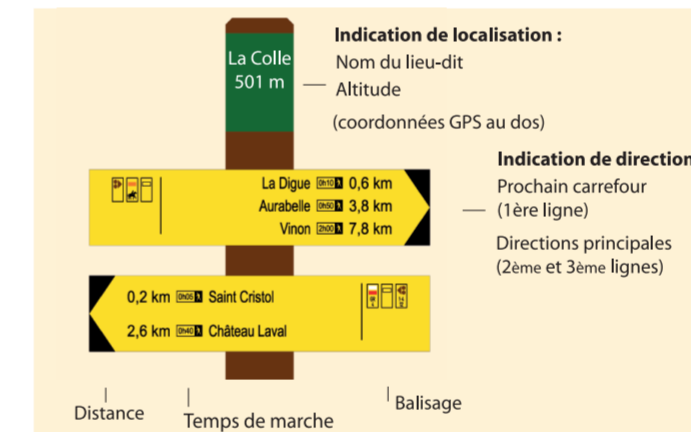 La Colle
501 m
Indication de localisation :
Nom du lieu-dit
Altitude
(coordonnées GPS au dos)
La Digue 0h10 0,6 km
Aurabelle 0h50 3,8 km
Vinon 2h00 7,8 km
Indication de direction
Prochain carrefour
(1ère ligne)
Directions principales
(2ème et 3ème lignes)
0,2 km 0h05 Saint Cristol
2,6 km 0h40 Château Laval
Distance
Temps de marche
Balisage